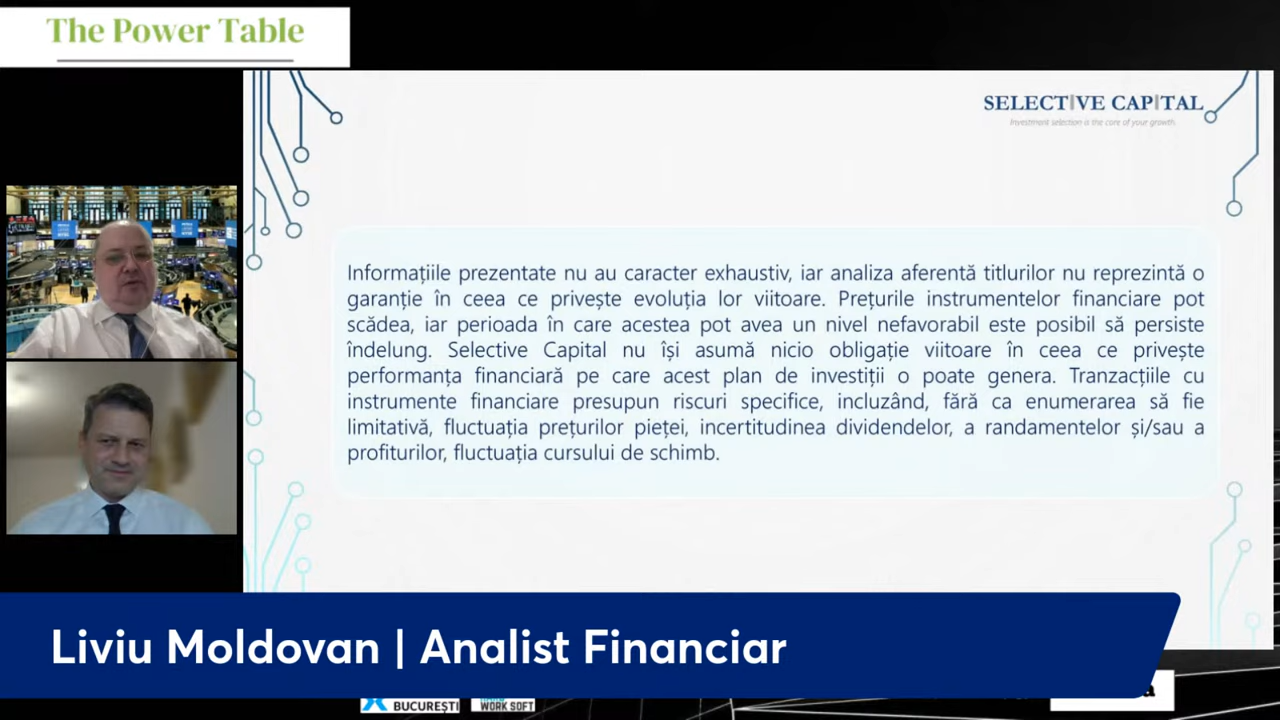 The Power Table
SELECTIVE CAPITAL
Investment selection is the core of your growth.
Informațiile prezentate nu au caracter exhaustiv, iar analiza aferentă titlurilor nu reprezintă o
garanție în ceea ce privește evoluția lor viitoare. Prețurile instrumentelor financiare pot
scădea, iar perioada în care acestea pot avea un nivel nefavorabil este posibil să persiste
îndelung. Selective Capital nu își asumă nicio obligație viitoare în ceea ce privește
performanța financiară pe care acest plan de investiții o poate genera. Tranzacțiile cu
instrumente financiare presupun riscuri specifice, incluzând, fără ca enumerarea să fie
limitativă, fluctuația prețurilor pieței, incertitudinea dividendelor, a randamentelor și/sau a
profiturilor, fluctuația cursului de schimb.
Liviu Moldovan | Analist Financiar
BUCUREȘTI
WORK SOFT